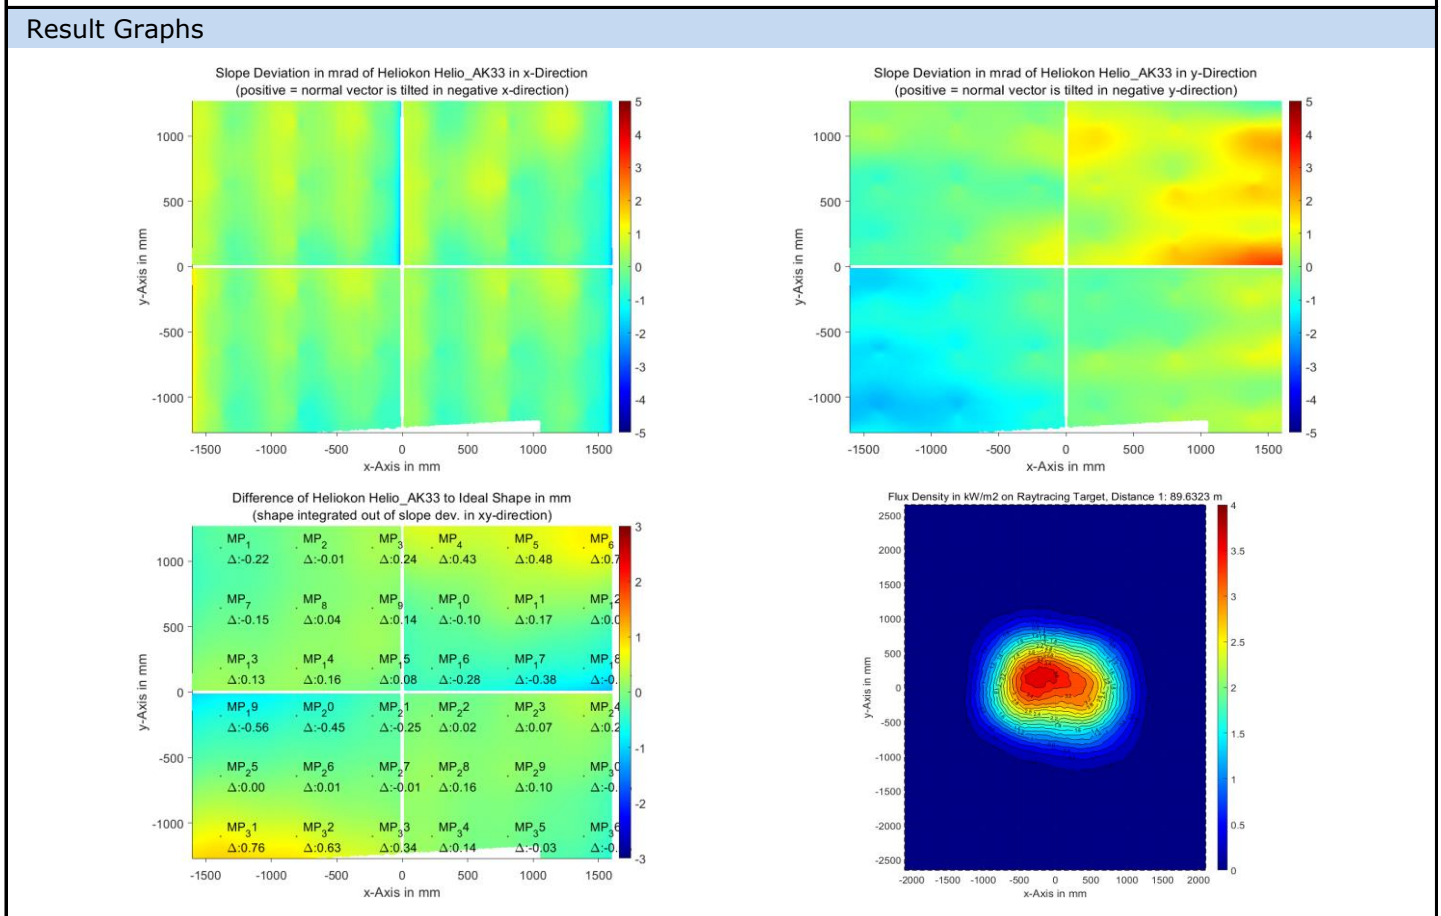 Result Graphs
Slope Deviation in mrad of Heliokon Helio_AK33 in x-Direction
(positive = normal vector is tilted in negative x-direction)
1000
500
0
-500
-1000
y-Axis in mm
-1500 -1000 -500 0 500 1000 1500
x-Axis in mm
5
4
3
2
1
0
-1
-2
-3
-4
-5
Slope Deviation in mrad of Heliokon Helio_AK33 in y-Direction
(positive = normal vector is tilted in negative y-direction)
1000
500
0
-500
-1000
y-Axis in mm
-1500 -1000 -500 0 500 1000 1500
x-Axis in mm
5
4
3
2
1
0
-1
-2
-3
-4
-5
Difference of Heliokon Helio_AK33 to Ideal Shape in mm
(shape integrated out of slope dev. in xy-direction)
1000
500
0
-500
-1000
y-Axis in mm
MP1 MP2 MP3 MP4 MP5 MP6
Δ:-0.22 Δ:-0.01 Δ:0.24 Δ:0.43 Δ:0.48 Δ:0.7
MP7 MP8 MP9 MP10 MP11 MP12
Δ:-0.15 Δ:0.04 Δ:0.14 Δ:-0.10 Δ:0.17 Δ:0.0
MP13 MP14 MP15 MP16 MP17 MP18
Δ:0.13 Δ:0.16 Δ:0.08 Δ:-0.28 Δ:-0.38 Δ:-0.
MP19 MP20 MP21 MP22 MP23 MP24
Δ:-0.56 Δ:-0.45 Δ:-0.25 Δ:0.02 Δ:0.07 Δ:0.2
MP25 MP26 MP27 MP28 MP29 MP30
Δ:0.00 Δ:0.01 Δ:-0.01 Δ:0.16 Δ:0.10 Δ:-0.
MP31 MP32 MP33 MP34 MP35 MP36
Δ:0.76 Δ:0.63 Δ:0.34 Δ:0.14 Δ:-0.03 Δ:-0.
-1500 -1000 -500 0 500 1000 1500
x-Axis in mm
3
2
1
0
-1
-2
-3
Flux Density in kW/m2 on Raytracing Target, Distance 1: 89.6323 m
2500
2000
1500
1000
500
0
-500
-1000
-1500
-2000
-2500
y-Axis in mm
-2000 -1500 -1000 -500 0 500 1000 1500 2000
x-Axis in mm
4
3.5
3
2.5
2
1.5
1
0.5
0